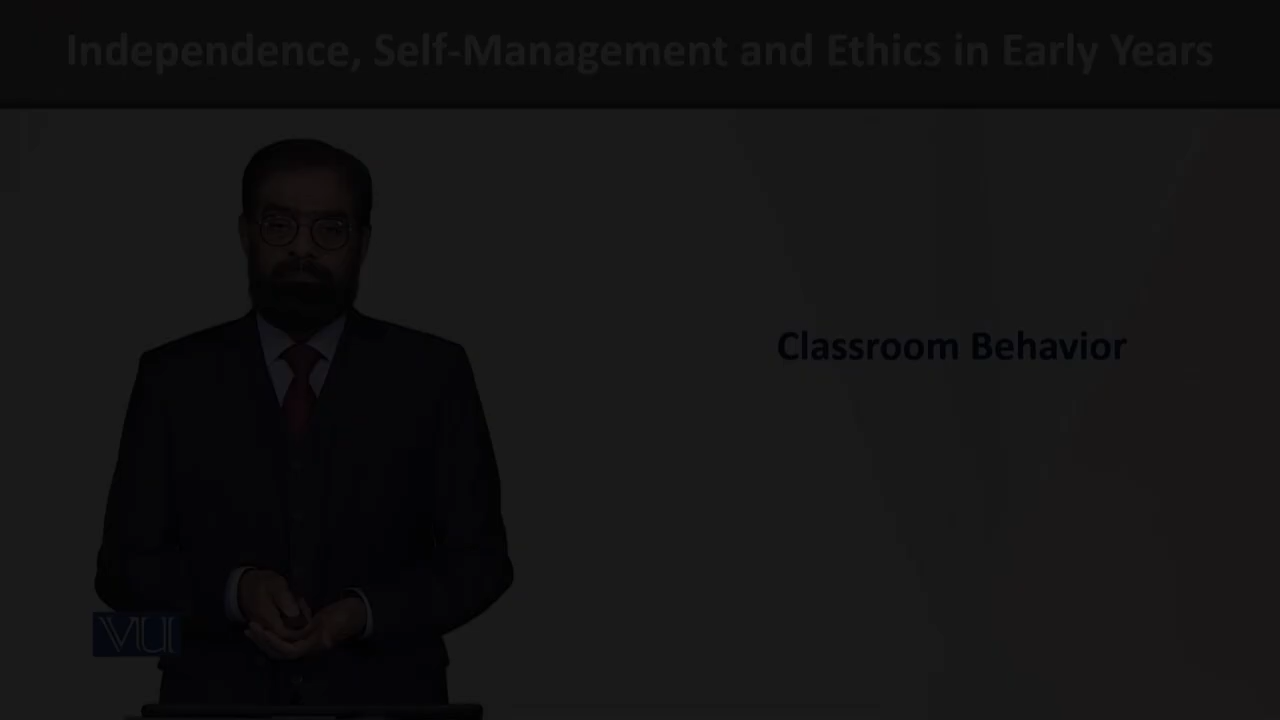 Independence, Self-Management and Ethics in Early Years
Classroom Behavior
VU